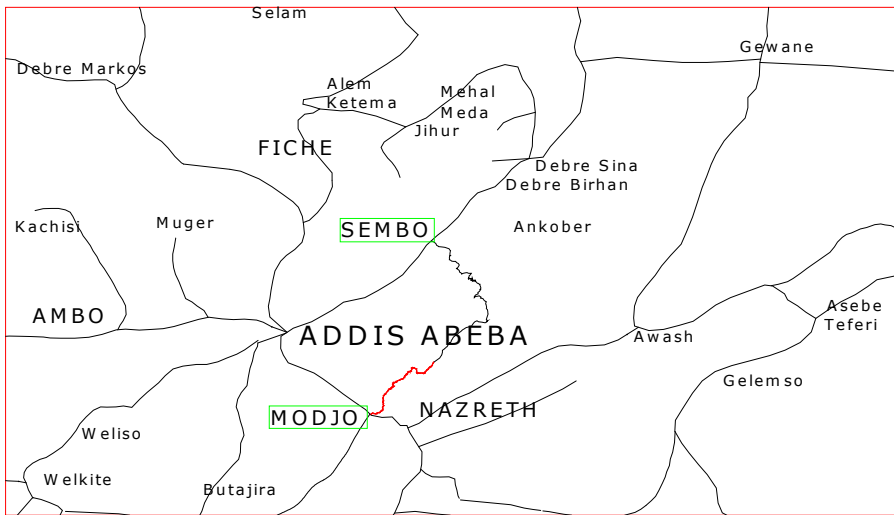 Selam
Gewane
Debre Markos
Alem
Ketema
Mehal
Meda
Jihur
FICHE
Debre Sina
Debre Birhan
Kachisi
Muger
SEMBO
Ankober
AMBO
ADDIS ABEBA
Awash
Asebe
Teferi
Gelemso
MODJO
NAZRETH
Weliso
Welkite
Butajira